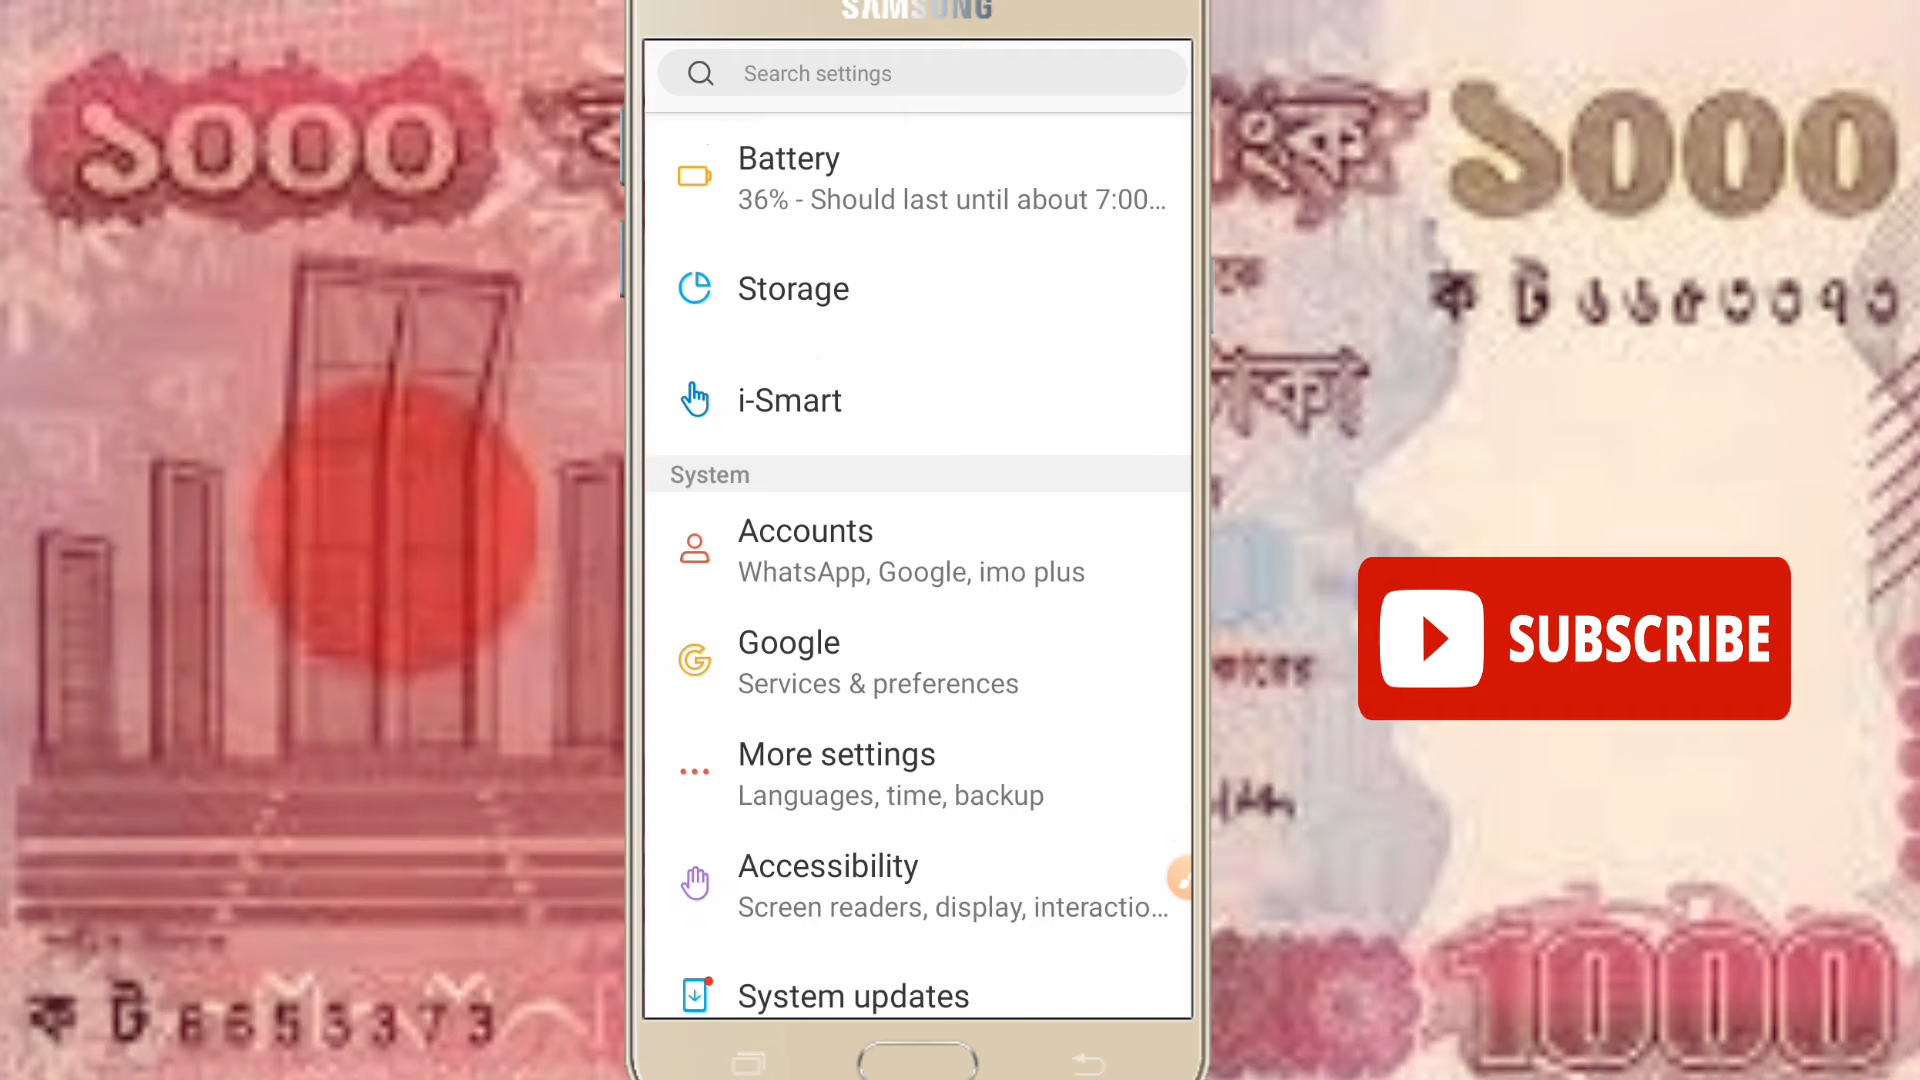 SAMSUNG
Search settings
Battery
36% - Should last until about 7:00...
Storage
i-Smart
System
Accounts
WhatsApp, Google, imo plus
Google
Services & preferences
More settings
Languages, time, backup
Accessibility
Screen readers, display, interactio...
System updates
১০০০
১০০০
ক ট ৬৬৫৩৩৭৩
SUBSCRIBE
ক ট 6653373
1000